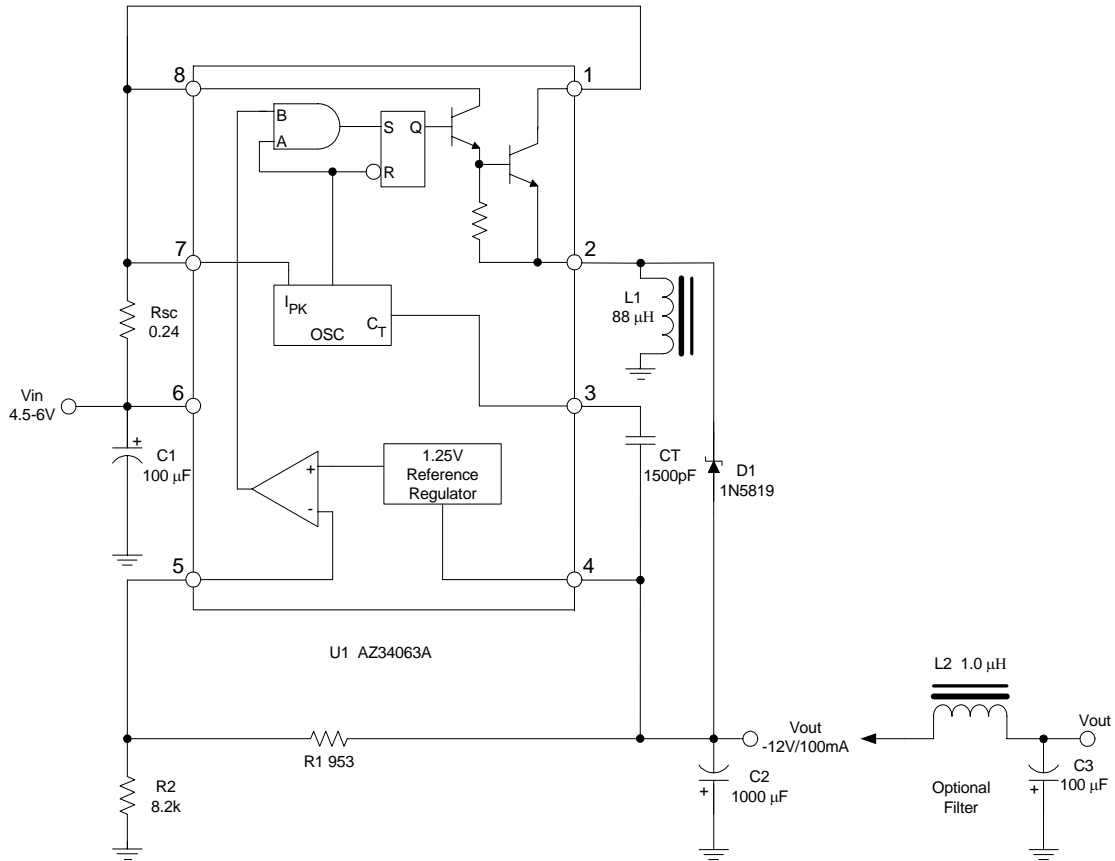 8
1
B
A
S
Q
R
7
2
Rsc
0.24
I_PK
C_T
OSC
L1
88 μH
Vin
4.5-6V
6
3
C1
100 μF
+
CT
1500pF
D1
1N5819
1.25V
Reference
Regulator
+
-
5
4
U1 AZ34063A
L2 1.0 μH
R1 953
Vout
-12V/100mA
Vout
R2
8.2k
C2
1000 μF
+
Optional
Filter
C3
100 μF
+